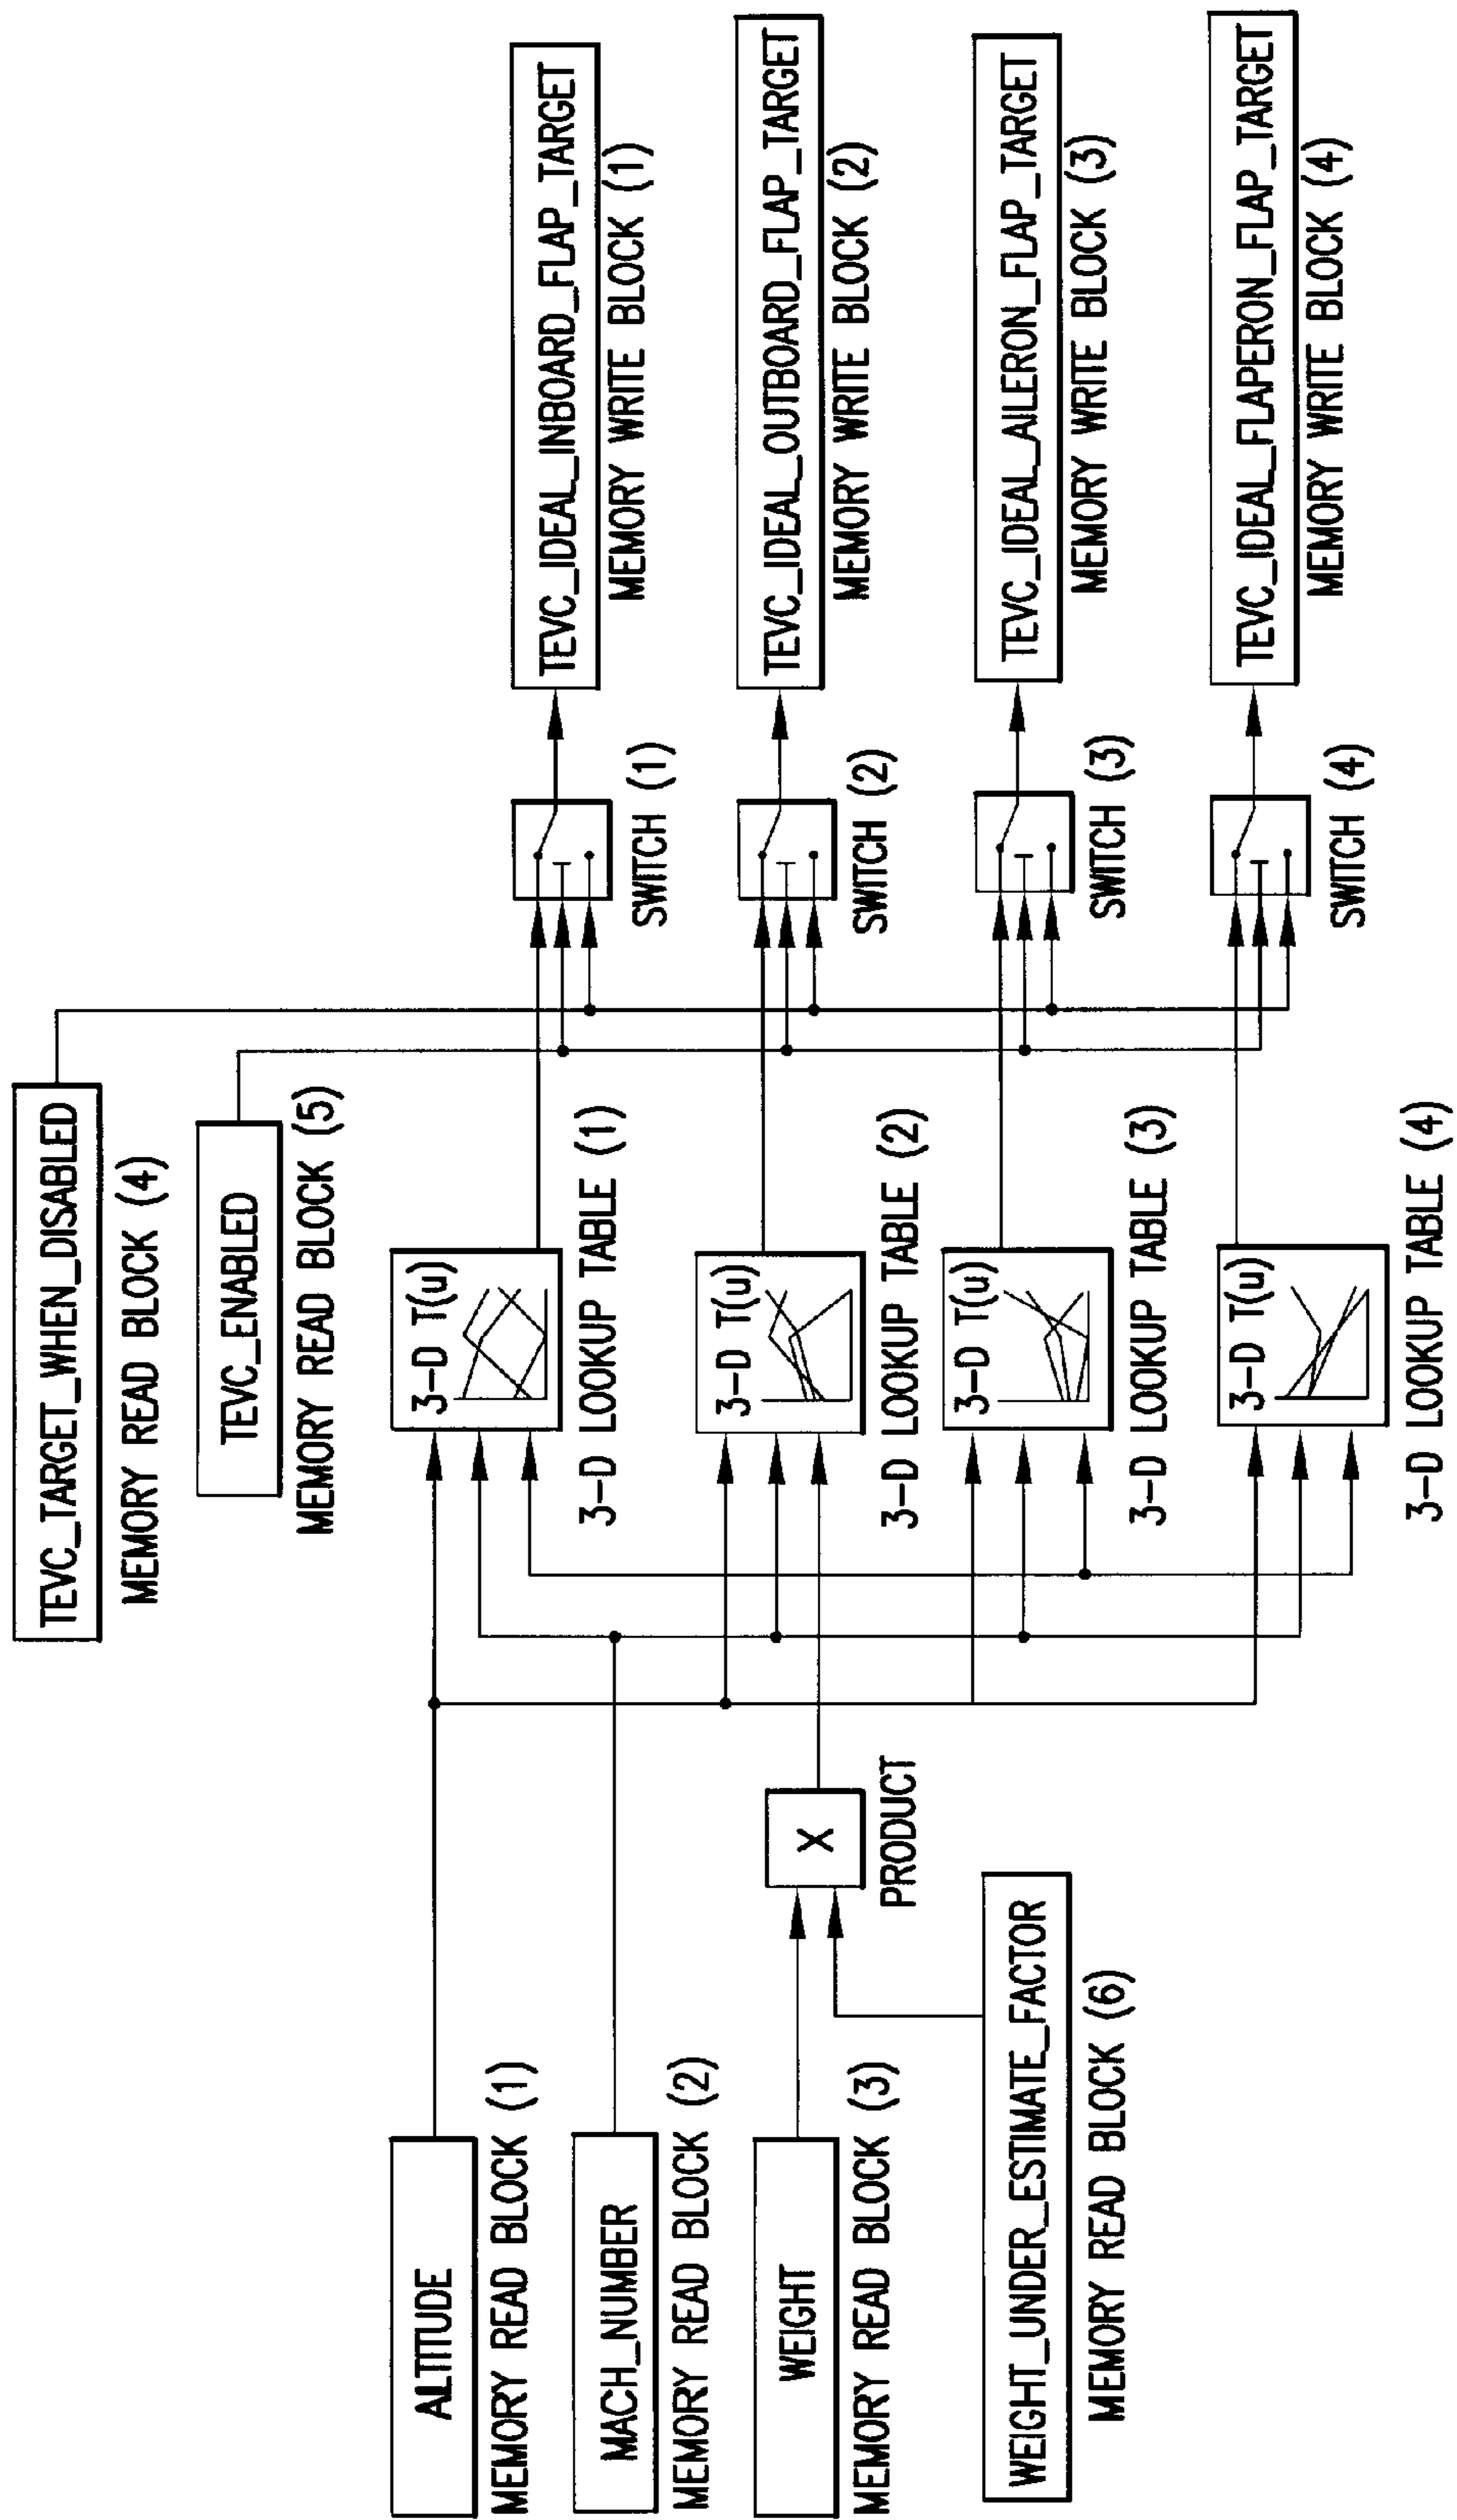 TEVC_TARGET_WHEN_DISABLED
MEMORY READ BLOCK (4)
TEVC_ENABLED
MEMORY READ BLOCK (5)
ALTITUDE
MEMORY READ BLOCK (1)
MACH_NUMBER
MEMORY READ BLOCK (2)
WEIGHT
MEMORY READ BLOCK (3)
WEIGHT_UNDER_ESTIMATE_FACTOR
MEMORY READ BLOCK (6)
X
PRODUCT
3-D T(u)
3-D LOOKUP TABLE (1)
3-D T(u)
3-D LOOKUP TABLE (2)
3-D T(u)
3-D LOOKUP TABLE (3)
3-D T(u)
3-D LOOKUP TABLE (4)
SWITCH (1)
SWITCH (2)
SWITCH (3)
SWITCH (4)
TEVC_IDEAL_INBOARD_FLAP_TARGET
MEMORY WRITE BLOCK (1)
TEVC_IDEAL_OUTBOARD_FLAP_TARGET
MEMORY WRITE BLOCK (2)
TEVC_IDEAL_AILERON_FLAP_TARGET
MEMORY WRITE BLOCK (3)
TEVC_IDEAL_FLAPERON_FLAP_TARGET
MEMORY WRITE BLOCK (4)